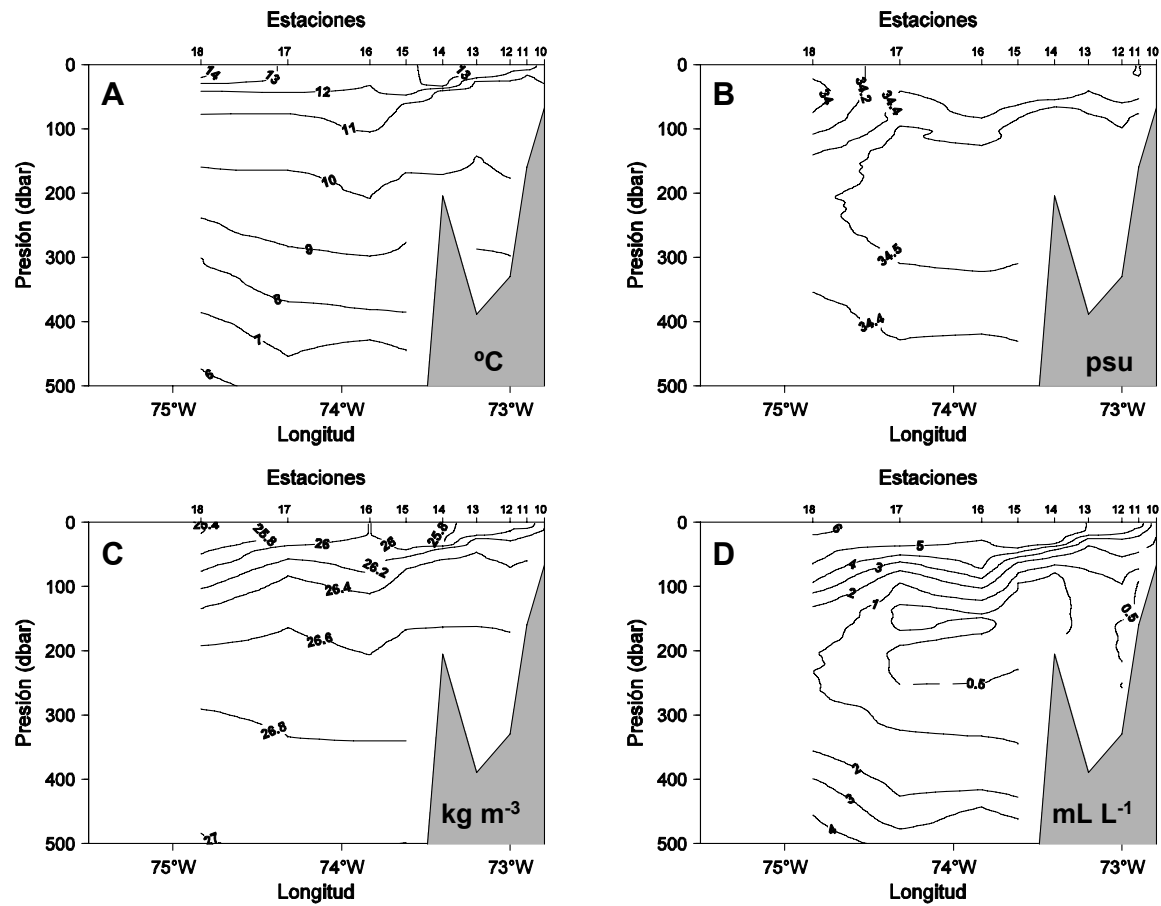 Estaciones
18 17 16 15 14 13 12 11 10
A
14 13 13
12
11
10
9
8
7
6
0
100
200
300
400
500
Presión (dbar)
ºC
75°W 74°W 73°W
Longitud
Estaciones
18 17 16 15 14 13 12 11 10
B
34 34.2 34.4
34.5
34.4
0
100
200
300
400
500
Presión (dbar)
psu
75°W 74°W 73°W
Longitud
Estaciones
18 17 16 15 14 13 12 11 10
C
25.4 25.8 26 26 25.8
26.2
26.4
26.6
26.8
27
0
100
200
300
400
500
Presión (dbar)
kg m-3
75°W 74°W 73°W
Longitud
Estaciones
18 17 16 15 14 13 12 11 10
D
6
5
4 3
2 1
0.5
0.5
2
3
4
0
100
200
300
400
500
Presión (dbar)
mL L-1
75°W 74°W 73°W
Longitud